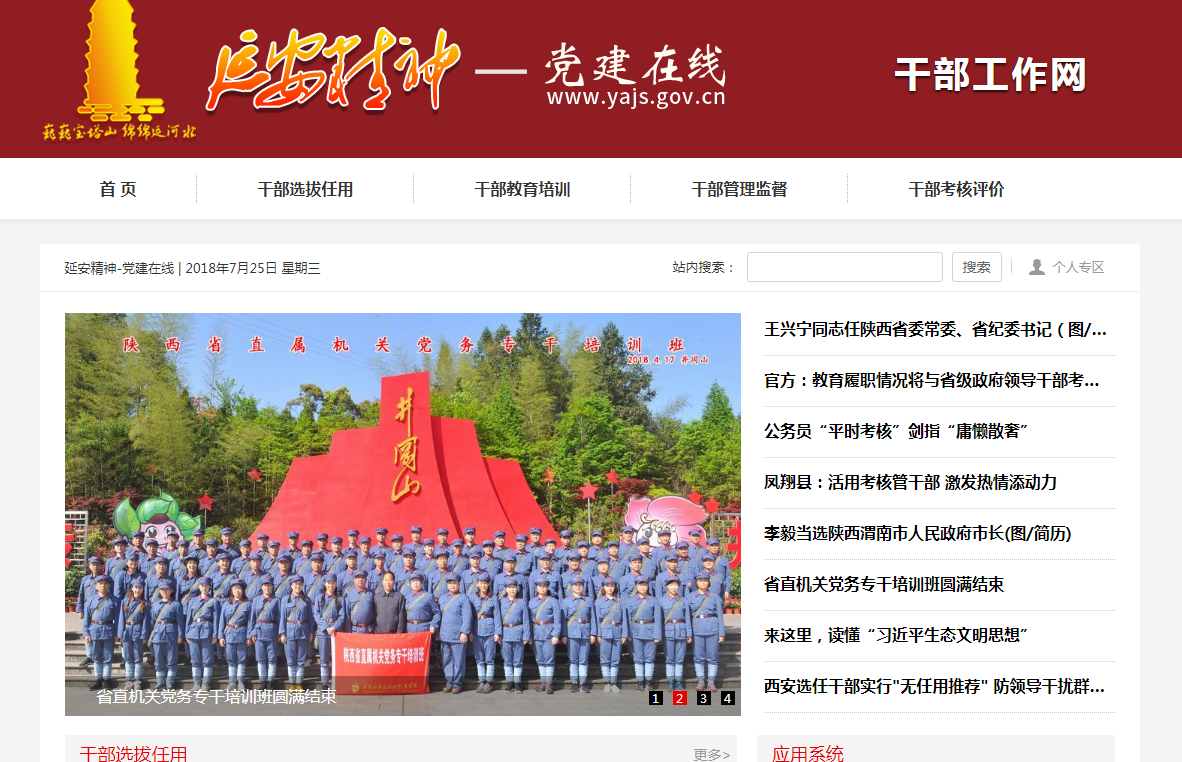 延安精神 — 党建在线
www.yajs.gov.cn
干部工作网
巍巍宝塔山 绵绵延河水
首 页 干部选拔任用 干部教育培训 干部管理监督 干部考核评价
延安精神-党建在线 | 2018年7月25日 星期三 站内搜索： 搜索 个人专区
陕西省直属机关党务专干培训班
2018.4.17 井冈山
井冈山
陕西省直属机关党务专干培训班
省直机关党务专干培训班圆满结束
1 2 3 4
王兴宁同志任陕西省委常委、省纪委书记（图/...
官方：教育履职情况将与省级政府领导干部考...
公务员“平时考核”剑指“庸懒散奢”
凤翔县：活用考核管干部 激发热情添动力
李毅当选陕西渭南市人民政府市长(图/简历)
省直机关党务专干培训班圆满结束
来这里，读懂“习近平生态文明思想”
西安选任干部实行"无任用推荐" 防领导干扰群...
干部选拔任用 更多>
应用系统